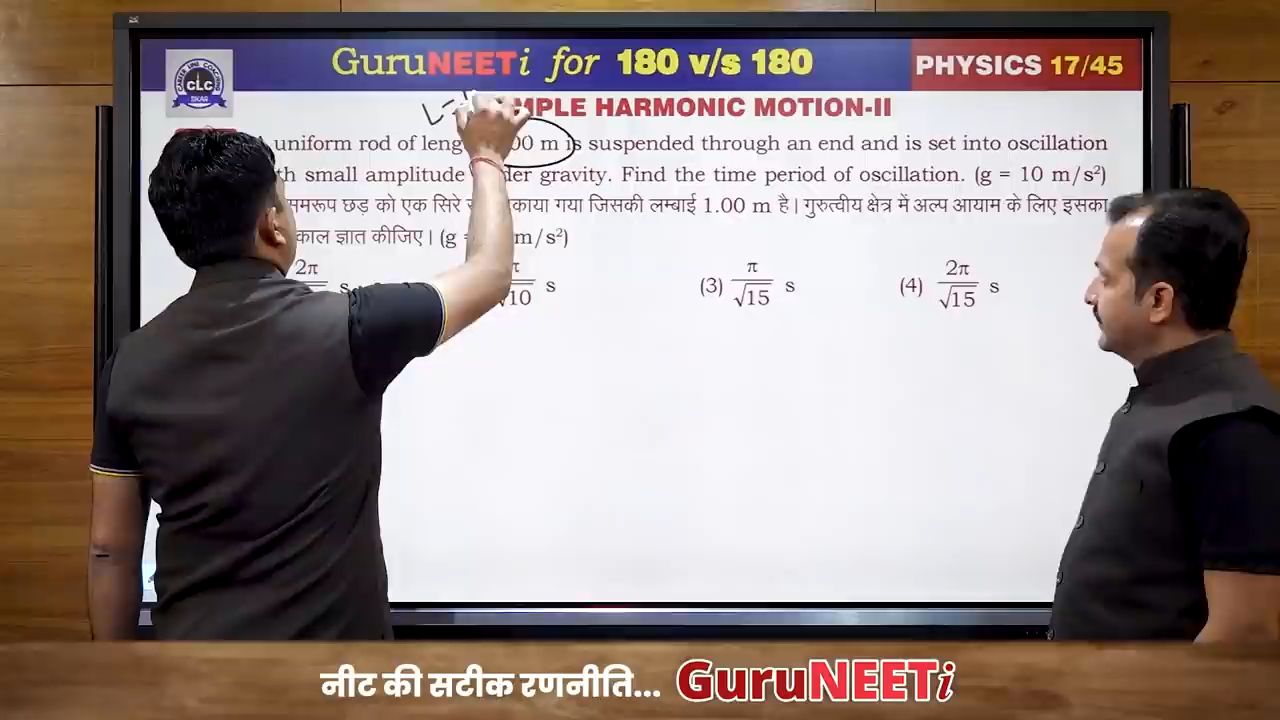 GuruNEETi for 180 v/s 180
PHYSICS 17/45
CLC
SIKAR
L=
MPLE HARMONIC MOTION-II
uniform rod of leng 00 m is suspended through an end and is set into oscillation
th small amplitude der gravity. Find the time period of oscillation. (g = 10 m/s²)
मरूप छड़ को एक सिरे काया गया जिसकी लम्बाई 1.00 m है। गुरुत्वीय क्षेत्र में अल्प आयाम के लिए इसका
काल ज्ञात कीजिए। (g m/s²)
2π s
π/√10 s
(3) π/√15 s
(4) 2π/√15 s
नीट की सटीक रणनीति... GuruNEETi